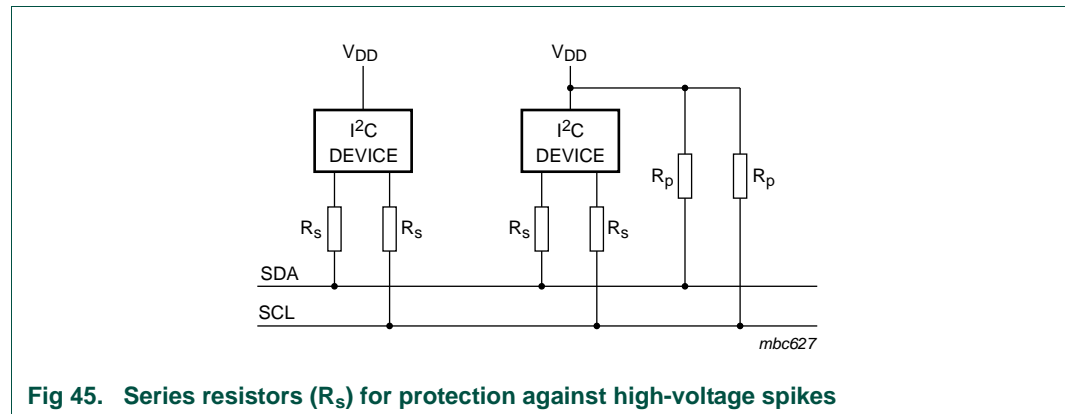 VDD VDD
I2C DEVICE I2C DEVICE
Rp Rp
Rs Rs Rs Rs
SDA
SCL
mbc627
Fig 45. Series resistors (Rs) for protection against high-voltage spikes